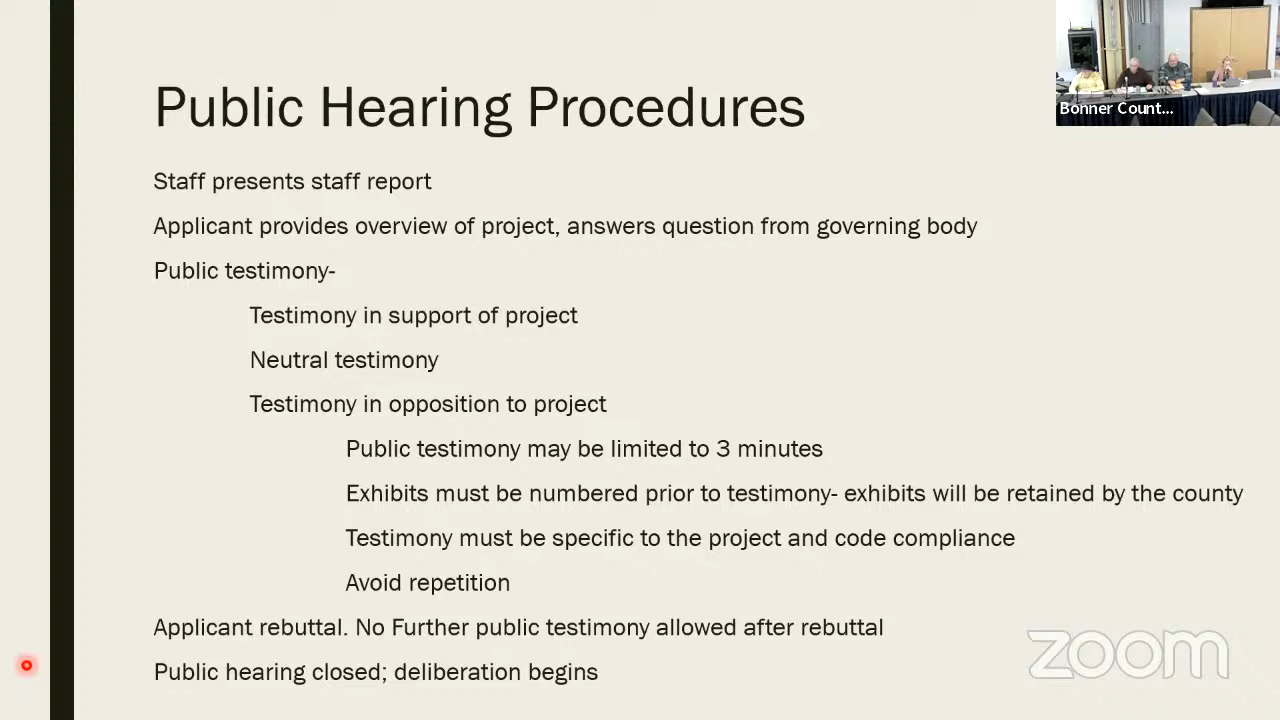 Public Hearing Procedures
Bonner Count...
Staff presents staff report
Applicant provides overview of project, answers question from governing body
Public testimony-
Testimony in support of project
Neutral testimony
Testimony in opposition to project
Public testimony may be limited to 3 minutes
Exhibits must be numbered prior to testimony- exhibits will be retained by the county
Testimony must be specific to the project and code compliance
Avoid repetition
Applicant rebuttal. No Further public testimony allowed after rebuttal
Public hearing closed; deliberation begins
zoom